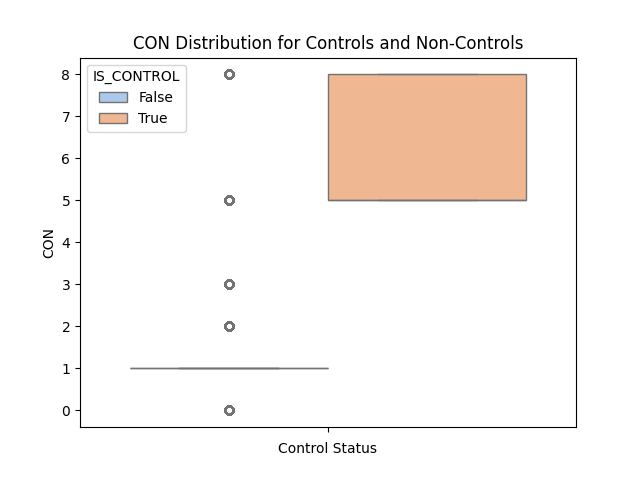 CON Distribution for Controls and Non-Controls
IS_CONTROL
False
True
8
7
6
5
4
3
2
1
0
CON
Control Status